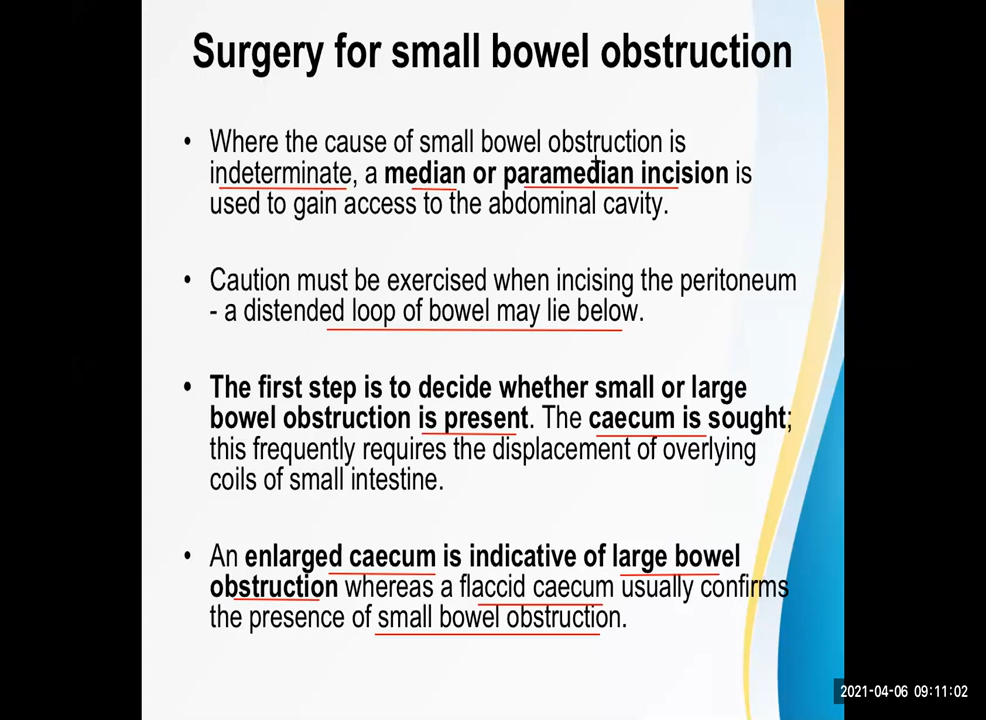 Surgery for small bowel obstruction
• Where the cause of small bowel obstruction is
indeterminate, a median or paramedian incision is
used to gain access to the abdominal cavity.
• Caution must be exercised when incising the peritoneum
- a distended loop of bowel may lie below.
• The first step is to decide whether small or large
bowel obstruction is present. The caecum is sought;
this frequently requires the displacement of overlying
coils of small intestine.
• An enlarged caecum is indicative of large bowel
obstruction whereas a flaccid caecum usually confirms
the presence of small bowel obstruction.
2021-04-06 09:11:02